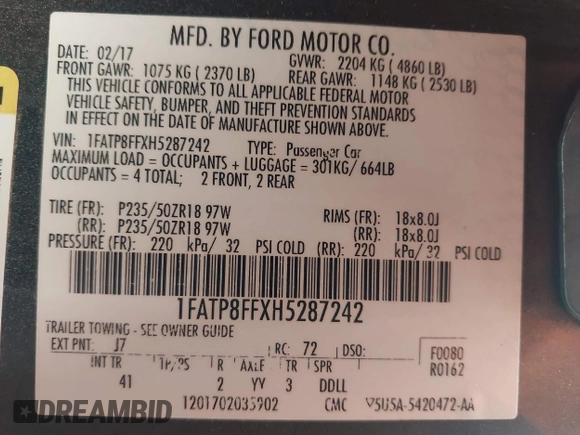 MFD. BY FORD MOTOR CO.
DATE: 02/17 GVWR: 2204 KG ( 4860 LB)
FRONT GAWR: 1075 KG ( 2370 LB) REAR GAWR: 1148 KG ( 2530 LB)
THIS VEHICLE CONFORMS TO ALL APPLICABLE FEDERAL MOTOR
VEHICLE SAFETY, BUMPER, AND THEFT PREVENTION STANDARDS
IN EFFECT ON THE DATE OF MANUFACTURE SHOWN ABOVE.
VIN: 1FATP8FFXH5287242 TYPE: Passenger Car
MAXIMUM LOAD = OCCUPANTS + LUGGAGE = 301KG/ 664LB
OCCUPANTS = 4 TOTAL; 2 FRONT, 2 REAR
TIRE (FR): P235/50ZR18 97W RIMS (FR): 18x8.0J
(RR): P235/50ZR18 97W (RR): 18x8.0J
PRESSURE (FR): 220 kPa/ 32 PSI COLD (RR): 220 kPa/ 32 PSI COLD
1FATP8FFXH5287242
TRAILER TOWING - SEE OWNER GUIDE
EXT PNT: J7 RC: 72 DSO: F0080
R0162
INT TR TP/PS R AXLE TR SPR
41 2 YY 3 DDLL
1201702035902 CMC V5U5A-5420472-AA
DREAMBID